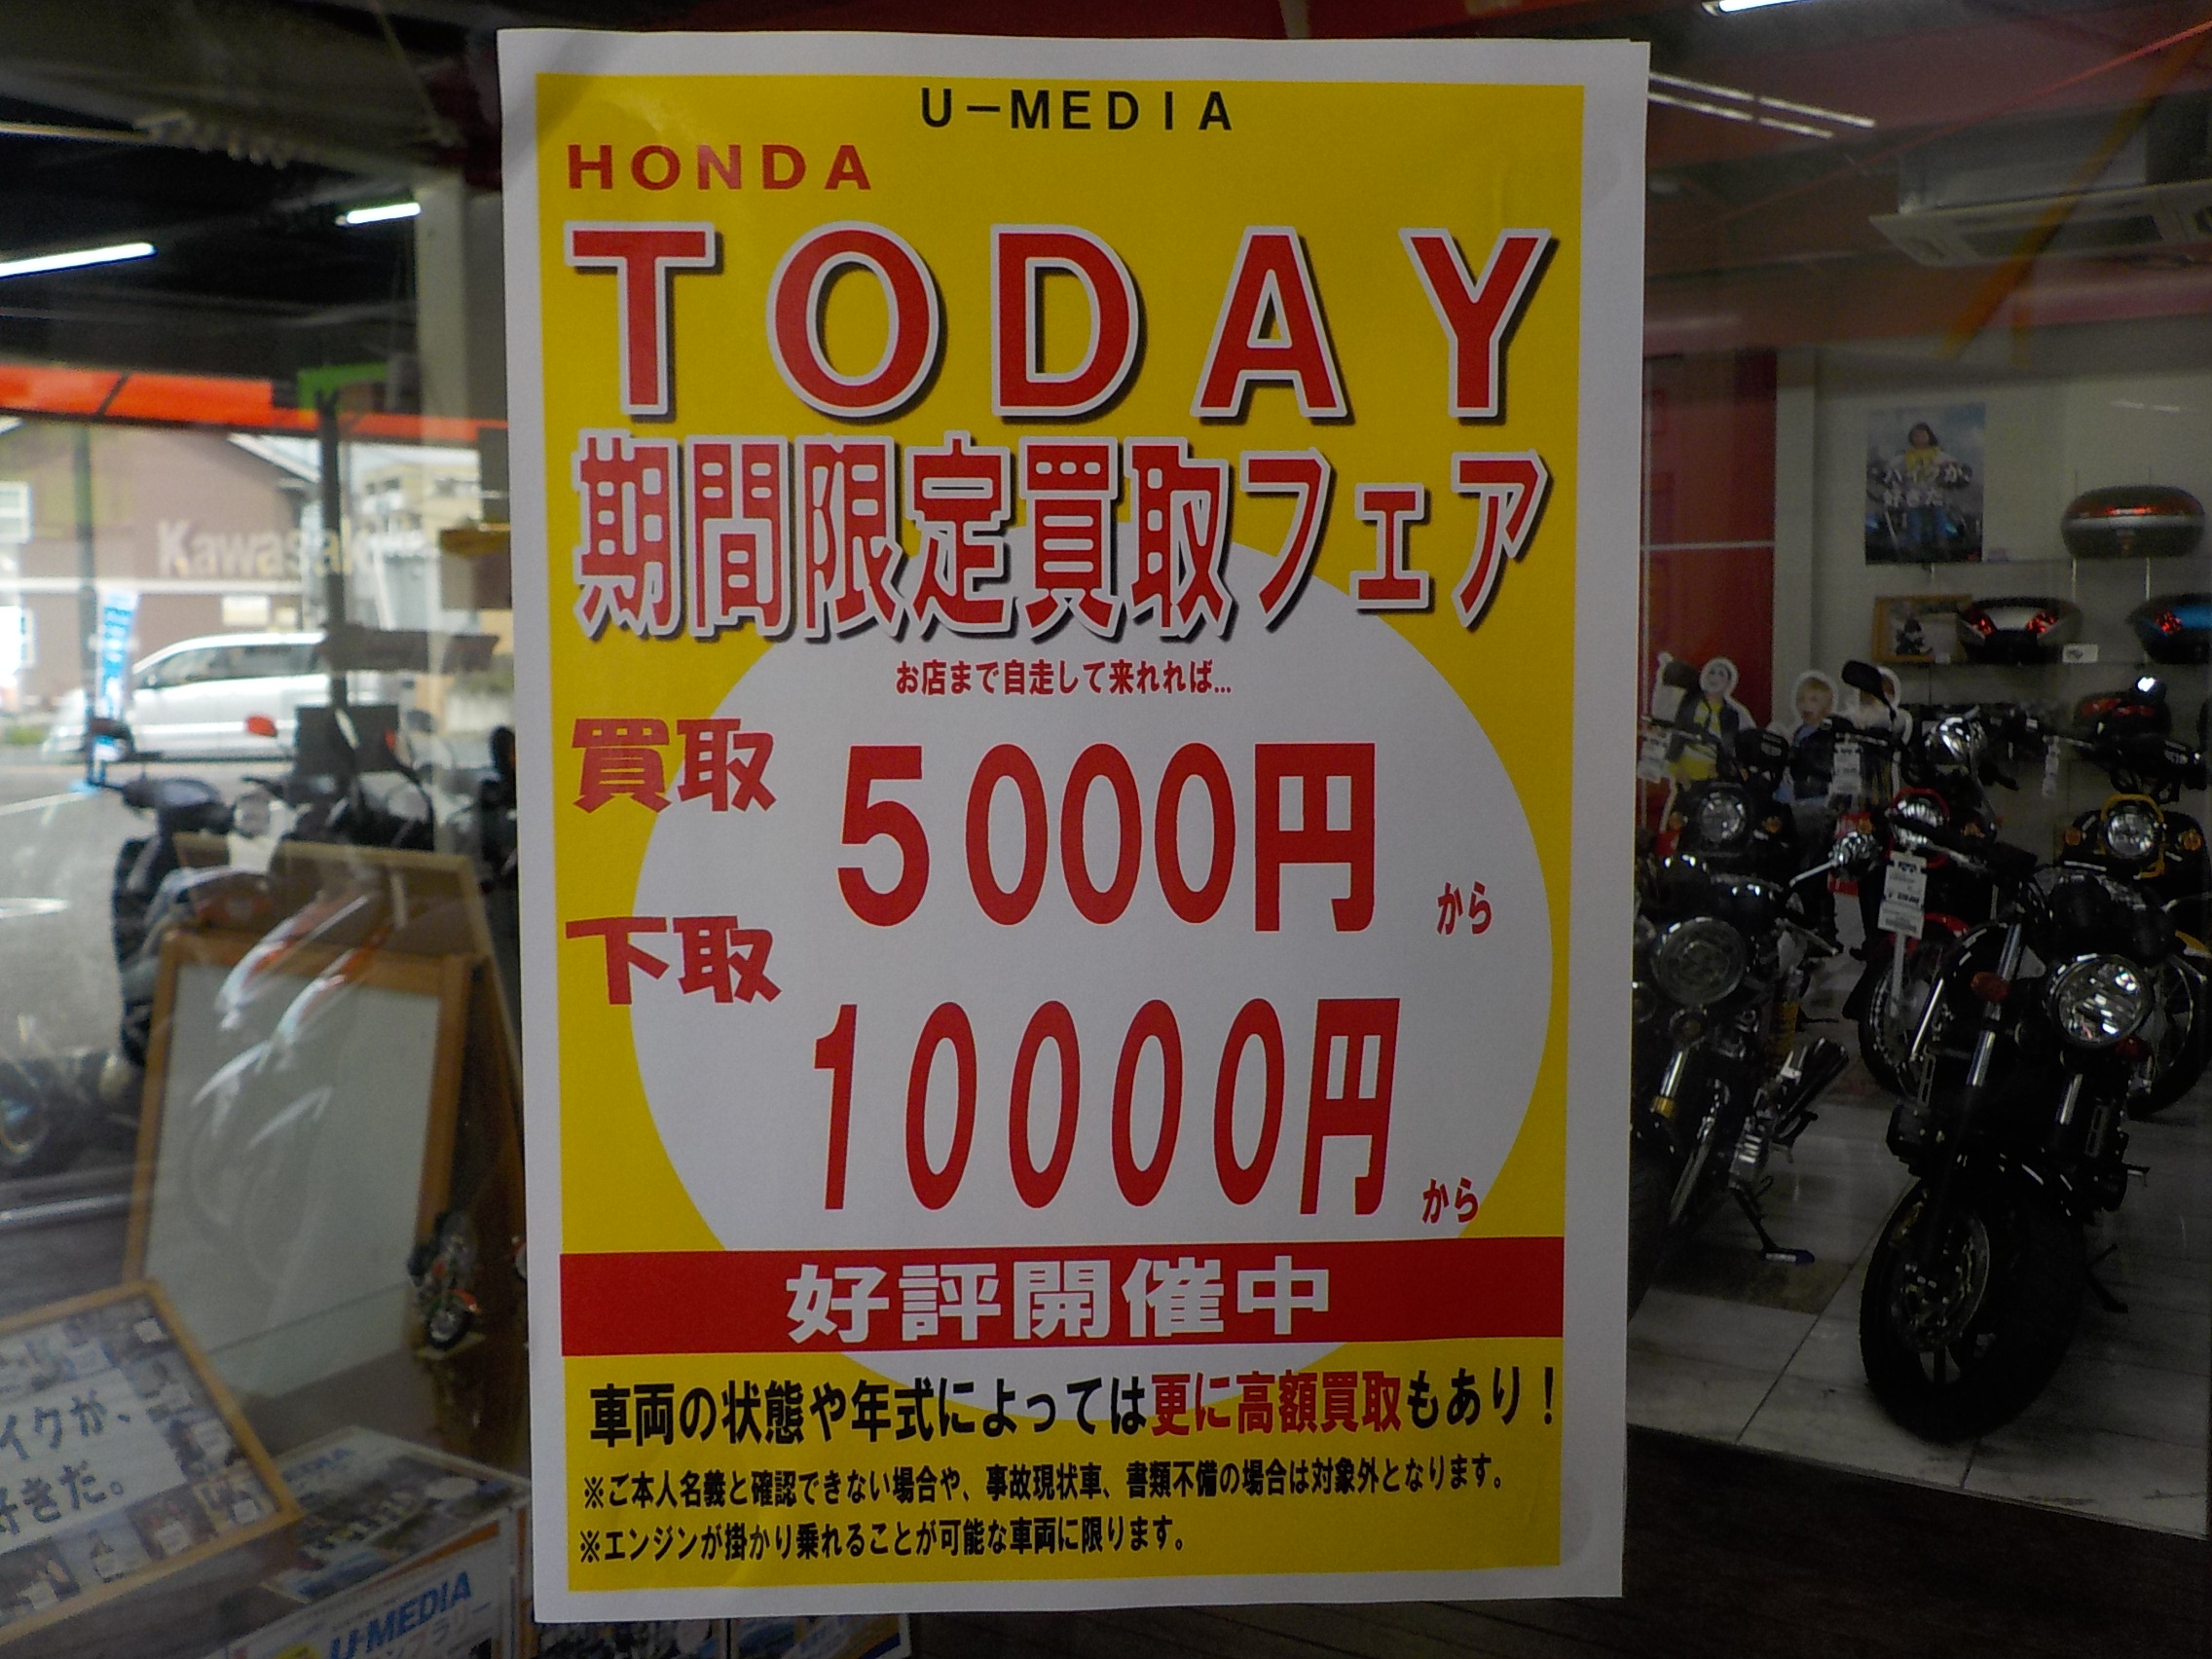 U-MEDIA
HONDA
TODAY
期間限定買取フェア
お店まで自走して来れれば...
買取 5000円 から
下取 10000円 から
好評開催中
車両の状態や年式によっては更に高額買取もあり！
※ご本人名義と確認できない場合や、事故現状車、書類不備の場合は対象外となります。
※エンジンが掛かり乗れることが可能な車両に限ります。
Kawasaki
バイクが
好きだ
イクが、
好きだ。
U-MEDIA